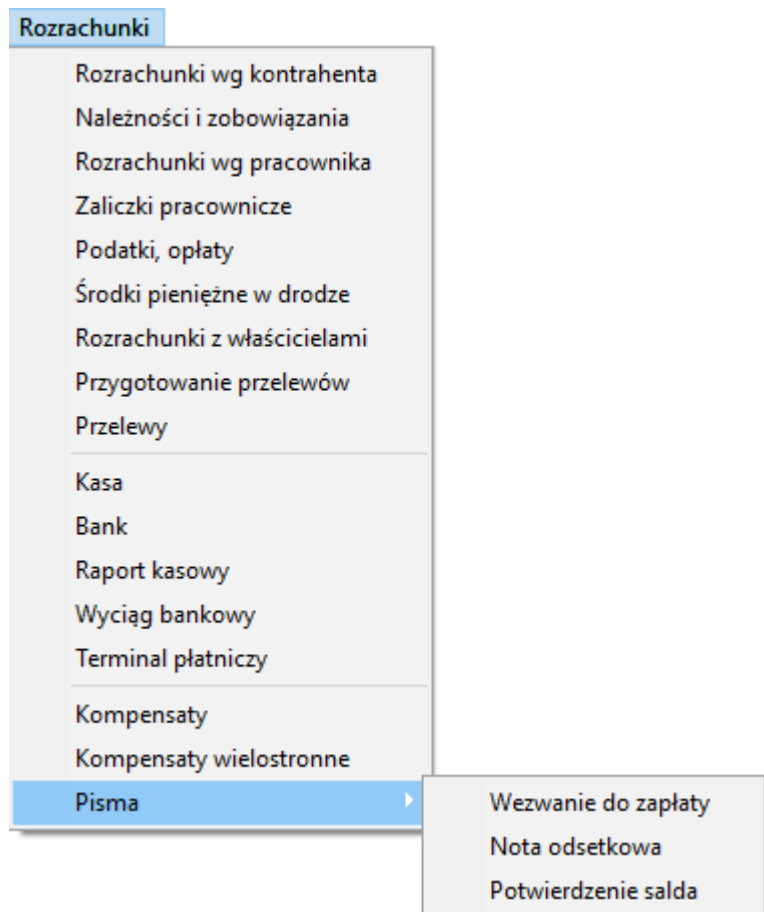 Rozrachunki
Rozrachunki wg kontrahenta
Należności i zobowiązania
Rozrachunki wg pracownika
Zaliczki pracownicze
Podatki, opłaty
Środki pieniężne w drodze
Rozrachunki z właścicielami
Przygotowanie przelewów
Przelewy
Kasa
Bank
Raport kasowy
Wyciąg bankowy
Terminal płatniczy
Kompensaty
Kompensaty wielostronne
Pisma
Wezwanie do zapłaty
Nota odsetkowa
Potwierdzenie salda